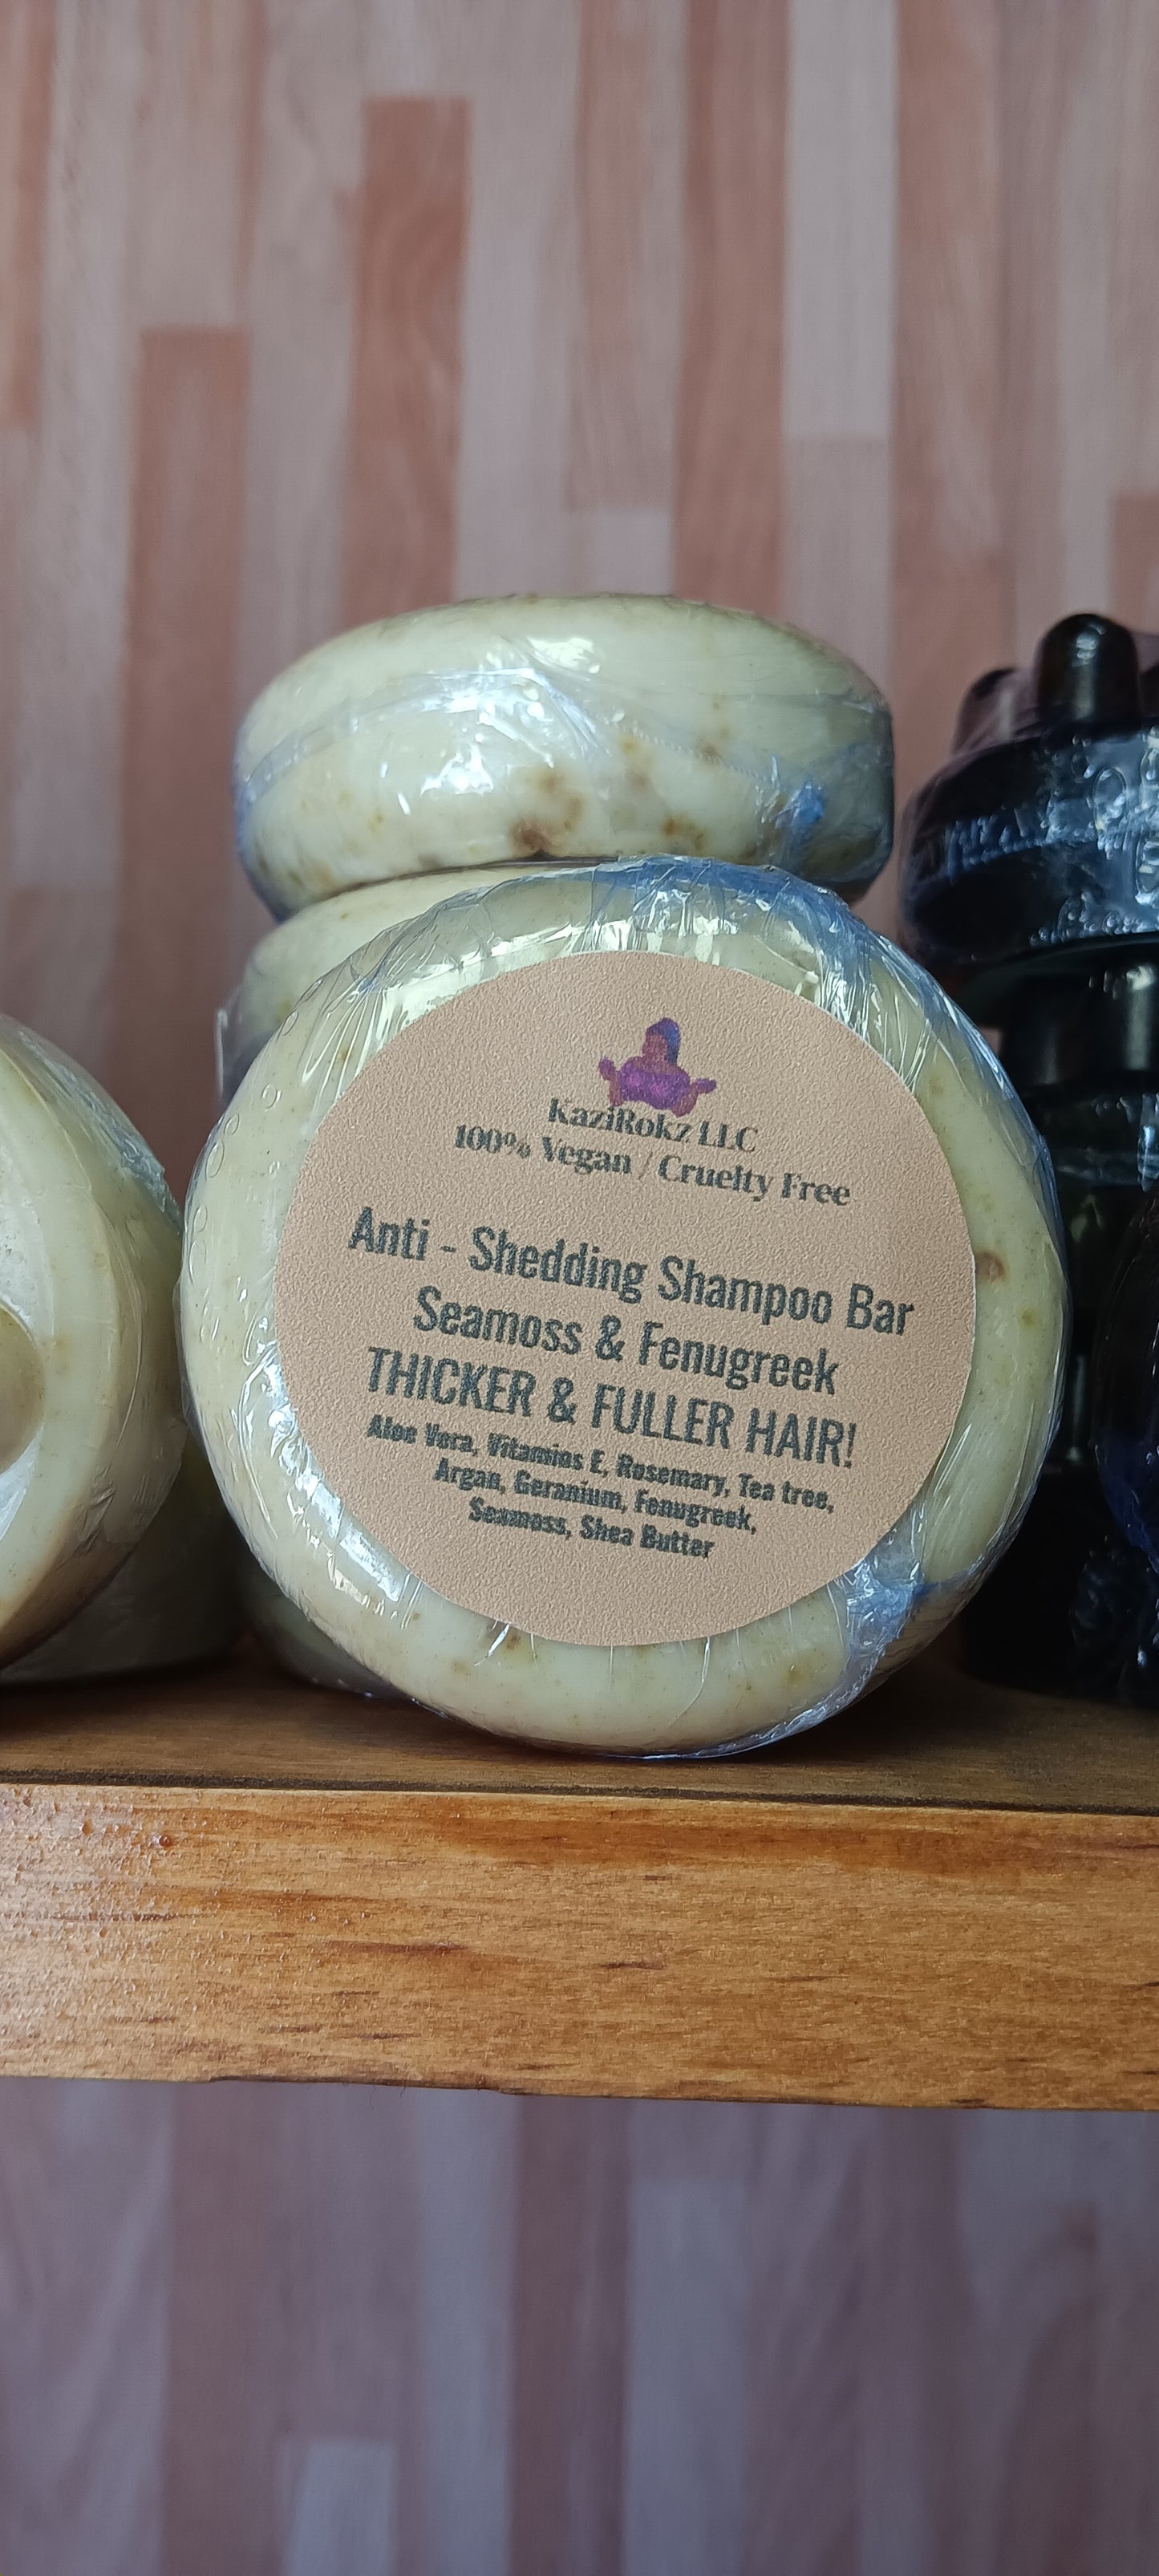 KaziRokz LLC
100% Vegan / Cruelty Free
Anti - Shedding Shampoo Bar
Seamoss & Fenugreek
THICKER & FULLER HAIR!
Aloe Vera, Vitamins E, Rosemary, Tea tree,
Argan, Geranium, Fenugreek,
Seamoss, Shea Butter